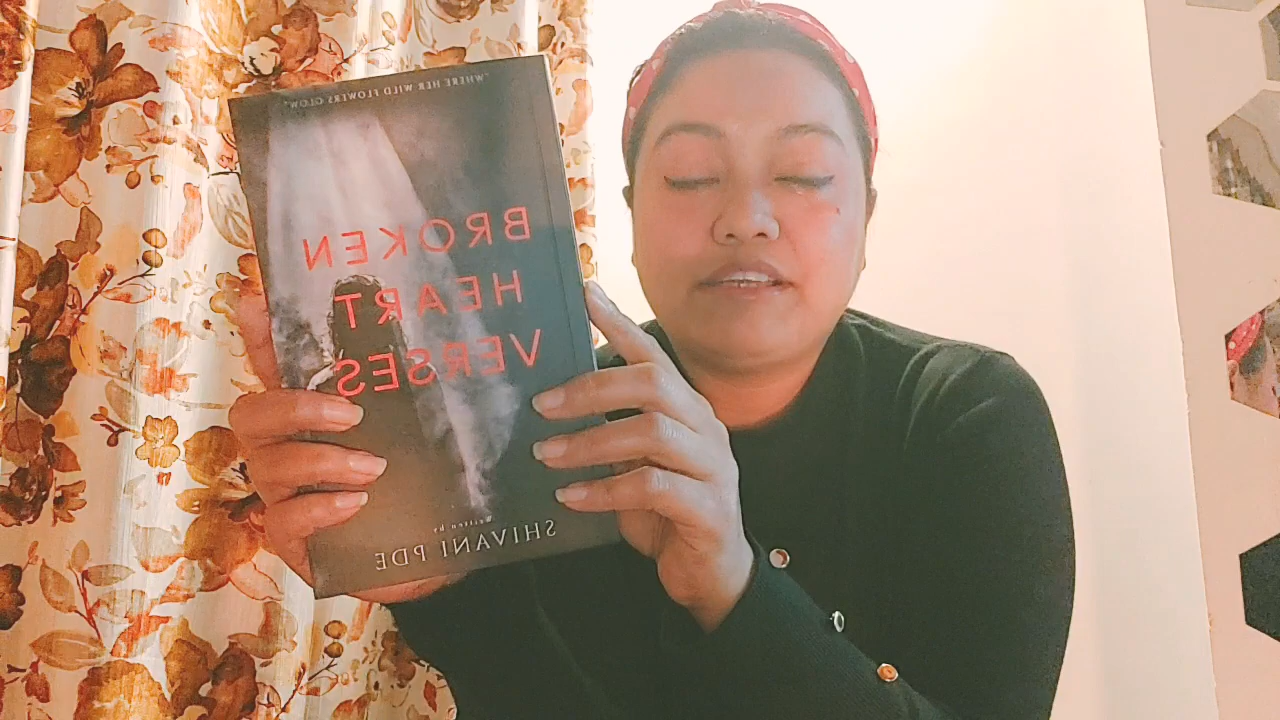 "WHERE HER WILD FLOWERS GLOW"
BROKEN
HEART
VERSES
Written by
SHIVANI PDE